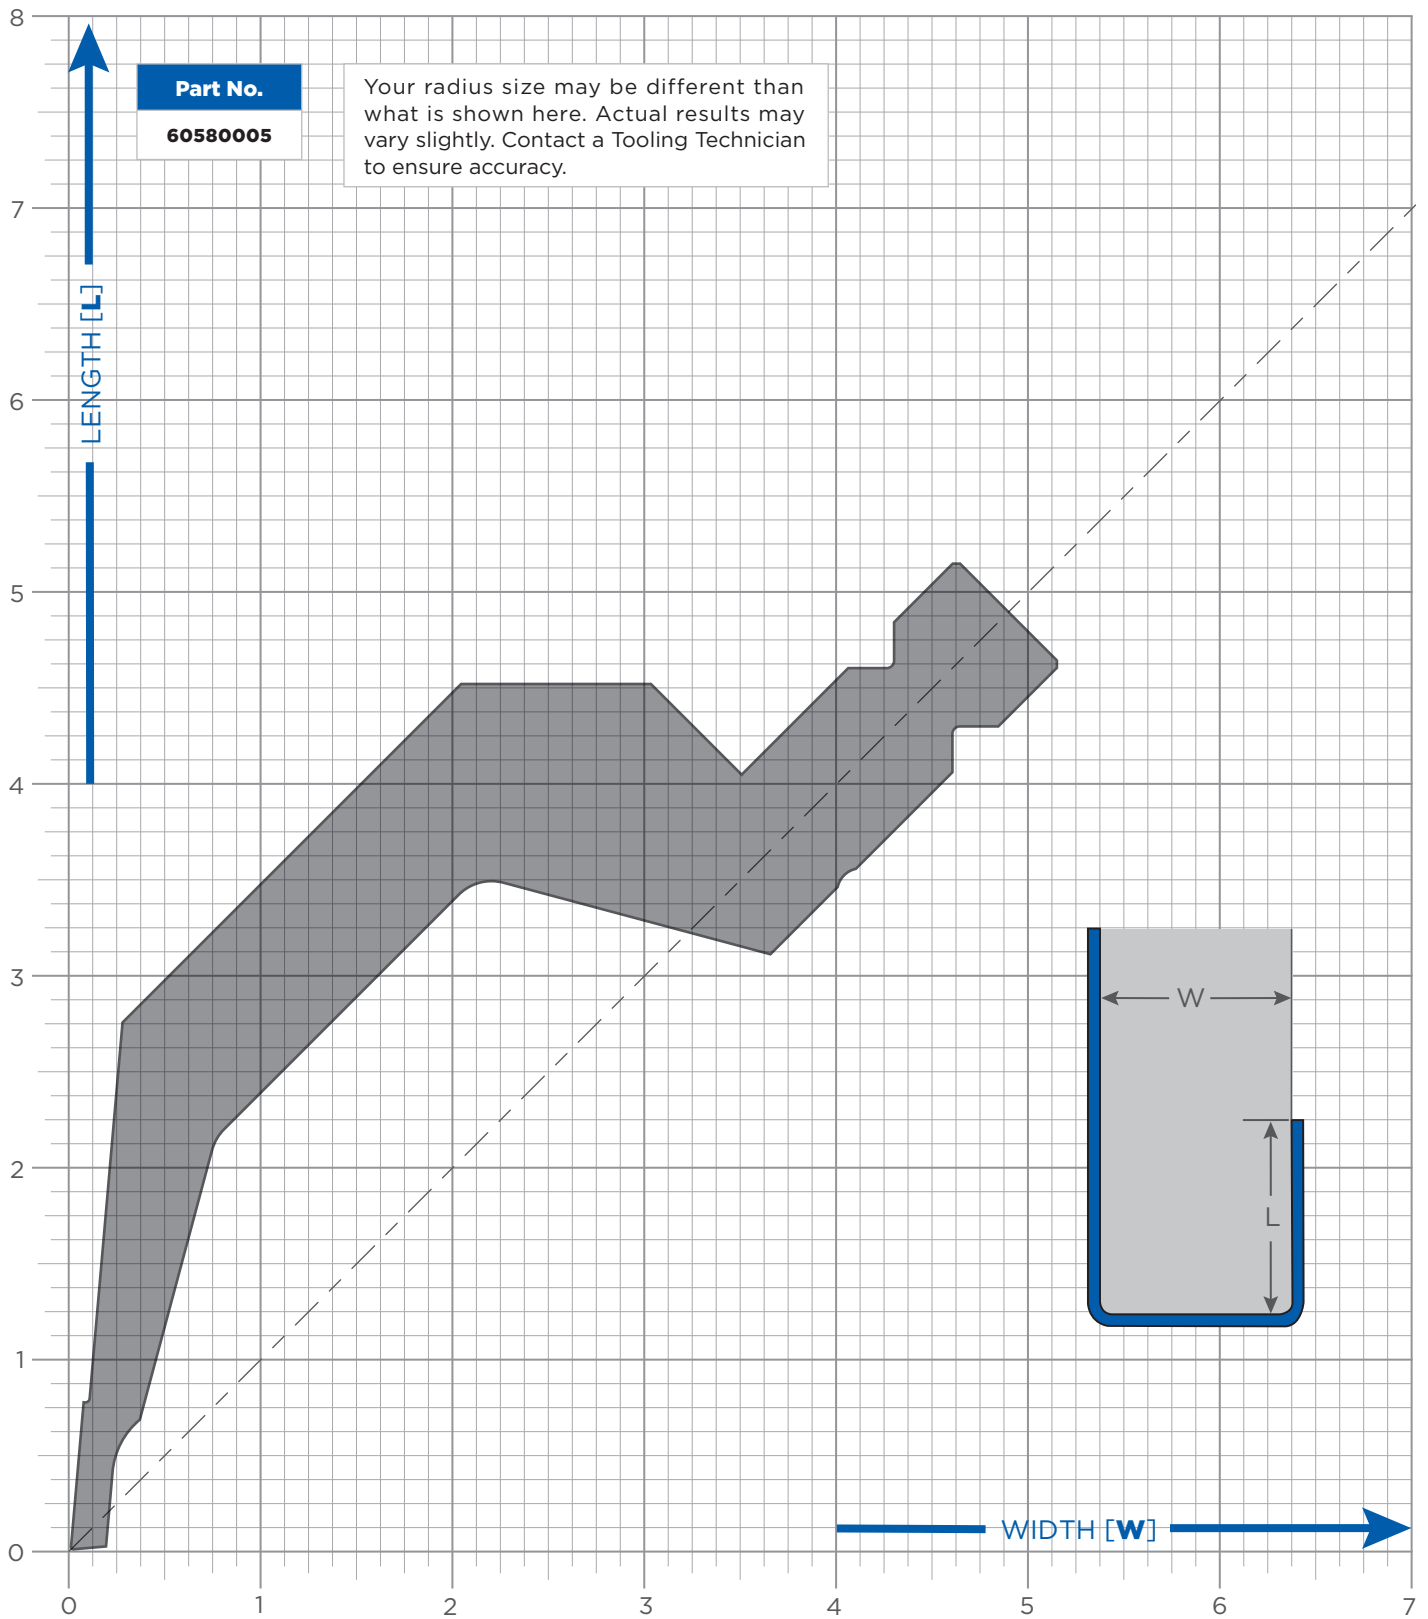 8
Part No.
60580005
Your radius size may be different than
what is shown here. Actual results may
vary slightly. Contact a Tooling Technician
to ensure accuracy.
7
LENGTH [L]
6
5
4
3
W
2
L
1
WIDTH [W]
0
0 1 2 3 4 5 6 7